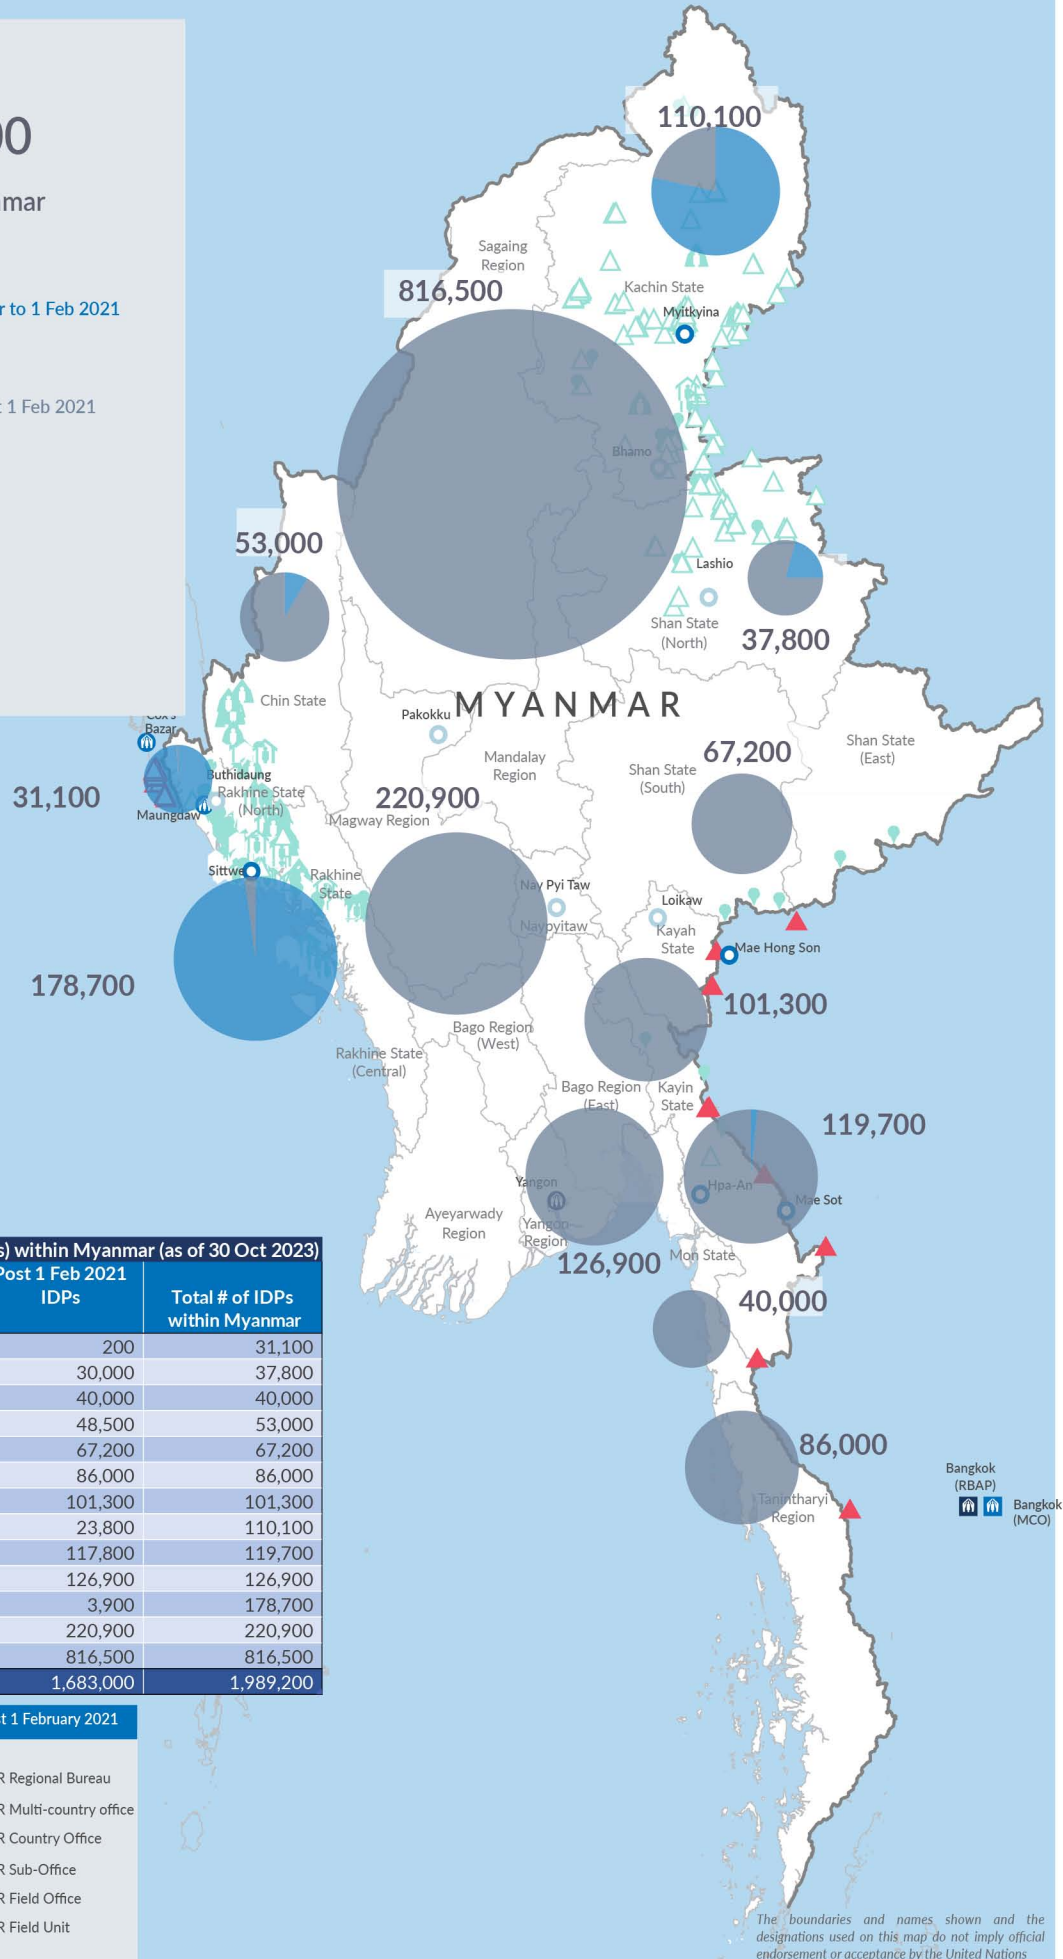 00
mar
r to 1 Feb 2021
t 1 Feb 2021
110,100
Sagaing
Region
816,500
Kachin State
Myitkyina
Bhamo
53,000
Lashio
Shan State
(North)
37,800
Chin State
MYANMAR
Pakokku
Cox's
Bazar
Mandalay
Region
67,200
Shan State
(East)
Shan State
(South)
Buthidaung
31,100
Rakhine State
(North)
220,900
Maungdaw
Magway Region
Sittwe
Rakhine
State
Nay Pyi Taw
Naypyitaw
Loikaw
Kayah
State
Mae Hong Son
178,700
101,300
Bago Region
(West)
Rakhine State
(Central)
Bago Region
(East)
Kayin
State
119,700
Yangon
Hpa-An
Mae Sot
Ayeyarwady
Region
Yangon
Region
Mon State
126,900
40,000
s) within Myanmar (as of 30 Oct 2023)
Post 1 Feb 2021
IDPs
Total # of IDPs
within Myanmar
200 31,100
30,000 37,800
40,000 40,000
48,500 53,000
67,200 67,200
86,000 86,000
101,300 101,300
23,800 110,100
117,800 119,700
126,900 126,900
3,900 178,700
220,900 220,900
816,500 816,500
1,683,000 1,989,200
86,000
Tanintharyi
Region
Bangkok
(RBAP)
Bangkok
(MCO)
st 1 February 2021
R Regional Bureau
R Multi-country office
R Country Office
R Sub-Office
R Field Office
R Field Unit
The boundaries and names shown and the
designations used on this map do not imply official
endorsement or acceptance by the United Nations